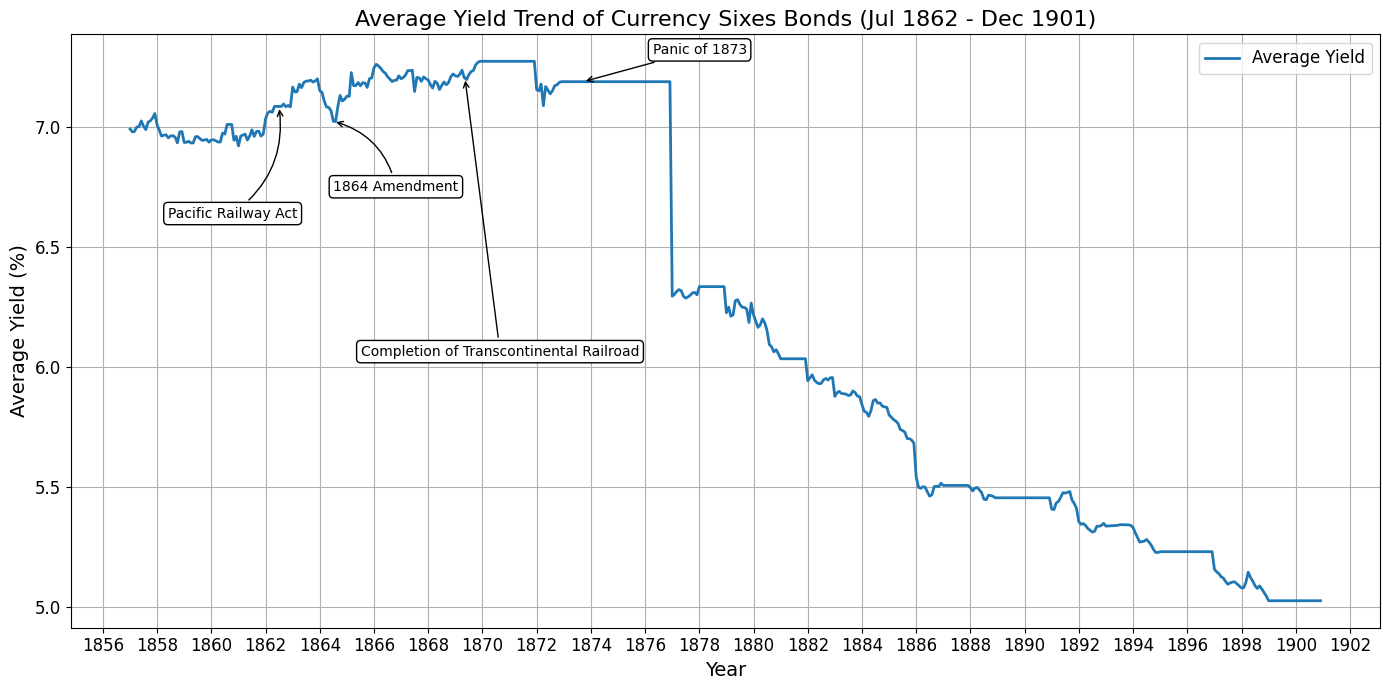 Average Yield Trend of Currency Sixes Bonds (Jul 1862 - Dec 1901)
Panic of 1873
Average Yield
7.0
1864 Amendment
Pacific Railway Act
6.5
Completion of Transcontinental Railroad
6.0
5.5
5.0
Average Yield (%)
1856 1858 1860 1862 1864 1866 1868 1870 1872 1874 1876 1878 1880 1882 1884 1886 1888 1890 1892 1894 1896 1898 1900 1902
Year